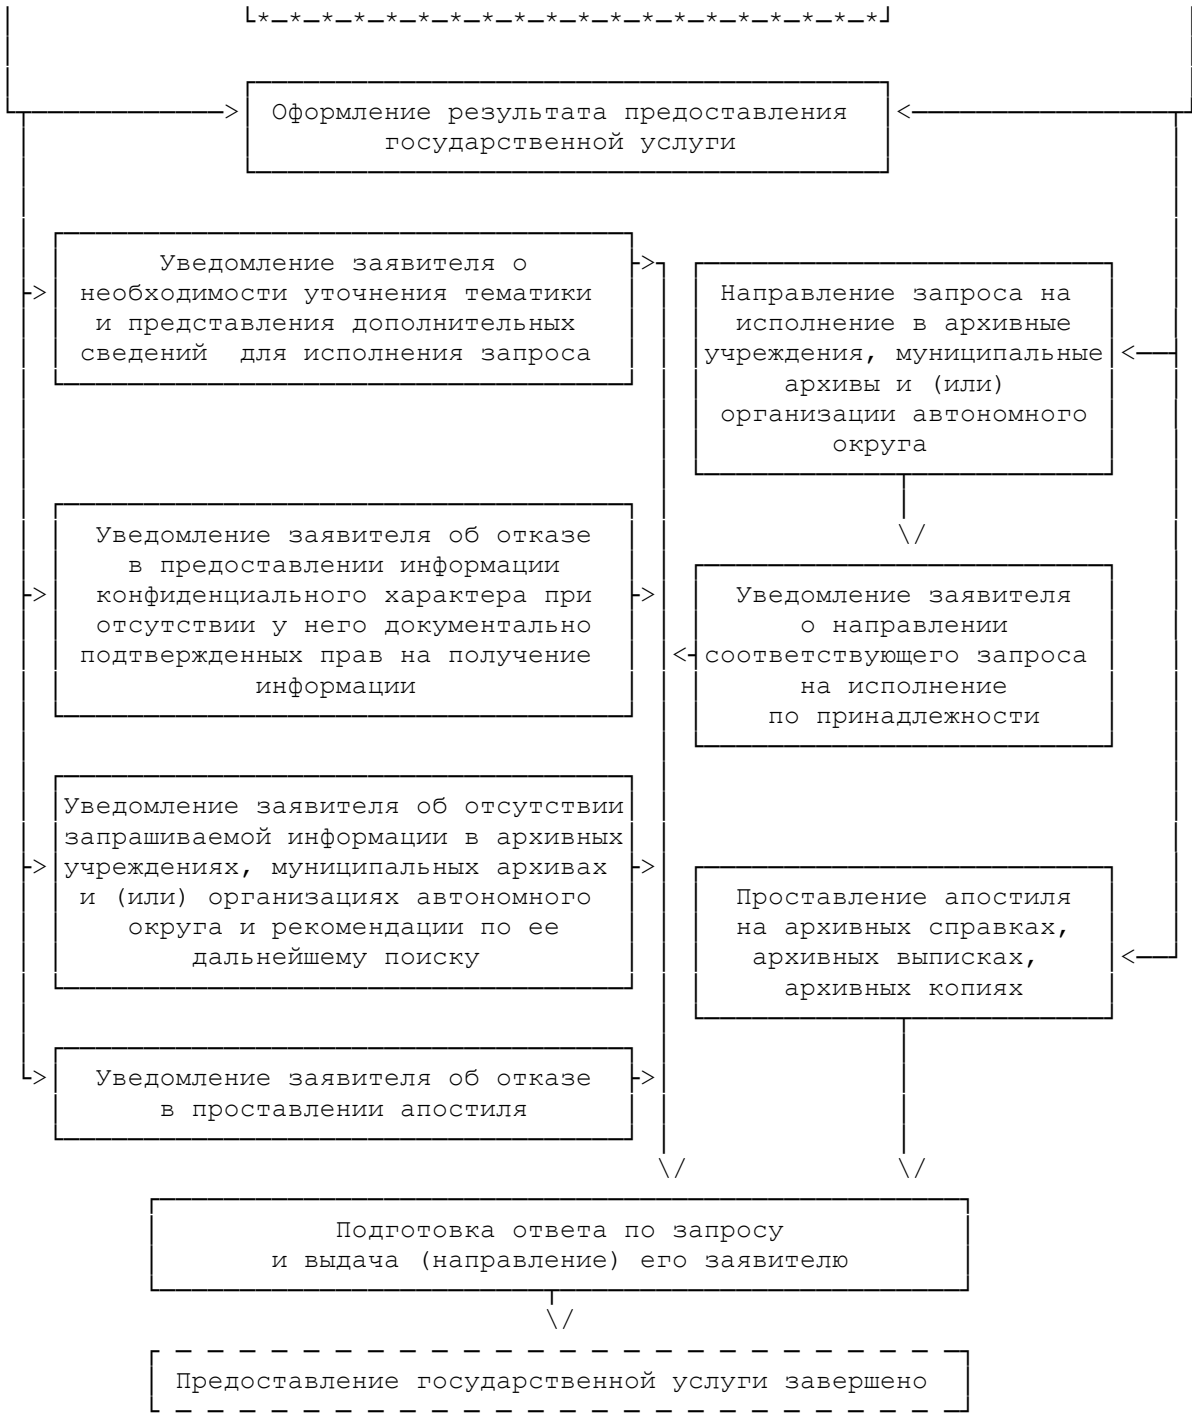 Оформление результата предоставления
государственной услуги
Уведомление заявителя о
необходимости уточнения тематики
и представления дополнительных
сведений для исполнения запроса
Направление запроса на
исполнение в архивные
учреждения, муниципальные
архивы и (или)
организации автономного
округа
Уведомление заявителя об отказе
в предоставлении информации
конфиденциального характера при
отсутствии у него документально
подтвержденных прав на получение
информации
Уведомление заявителя
о направлении
соответствующего запроса
на исполнение
по принадлежности
Уведомление заявителя об отсутствии
запрашиваемой информации в архивных
учреждениях, муниципальных архивах
и (или) организациях автономного
округа и рекомендации по ее
дальнейшему поиску
Проставление апостиля
на архивных справках,
архивных выписках,
архивных копиях
Уведомление заявителя об отказе
в проставлении апостиля
Подготовка ответа по запросу
и выдача (направление) его заявителю
Предоставление государственной услуги завершено